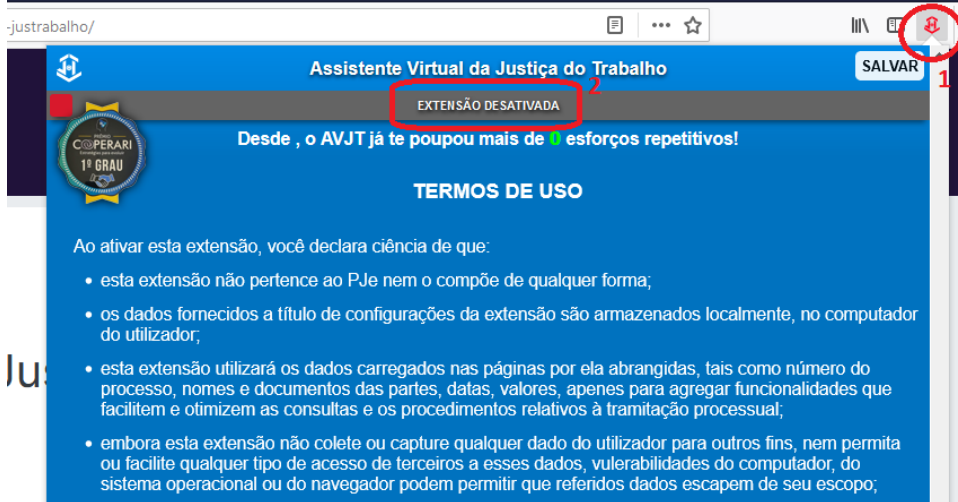 -justrabalho/
1
Assistente Virtual da Justiça do Trabalho
SALVAR
2
EXTENSÃO DESATIVADA
PRÊMIO
COOPERARI
1º GRAU
Desde , o AVJT já te poupou mais de 0 esforços repetitivos!
TERMOS DE USO
Ao ativar esta extensão, você declara ciência de que:
• esta extensão não pertence ao PJe nem o compõe de qualquer forma;
• os dados fornecidos a título de configurações da extensão são armazenados localmente, no computador
do utilizador;
Jus
• esta extensão utilizará os dados carregados nas páginas por ela abrangidas, tais como número do
processo, nomes e documentos das partes, datas, valores, apenes para agregar funcionalidades que
facilitem e otimizem as consultas e os procedimentos relativos à tramitação processual;
• embora esta extensão não colete ou capture qualquer dado do utilizador para outros fins, nem permita
ou facilite qualquer tipo de acesso de terceiros a esses dados, vulerabilidades do computador, do
sistema operacional ou do navegador podem permitir que referidos dados escapem de seu escopo;